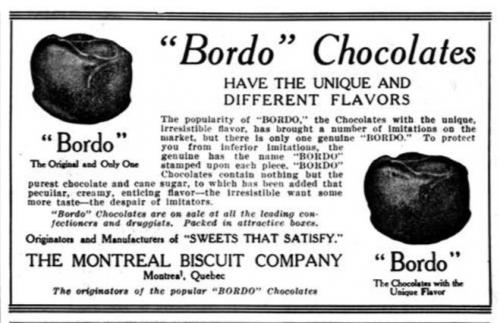 "Bordo" Chocolates
HAVE THE UNIQUE AND
DIFFERENT FLAVORS
The popularity of "BORDO," the Chocolates with the unique,
irresistible flavor, has brought a number of imitations on the
market, but there is only one genuine "BORDO." To protect
you from inferior imitations, the
genuine has the name "BORDO"
stamped upon each piece. "BORDO"
Chocolates contain nothing but the
purest chocolate and cane sugar, to which has been added that
peculiar, creamy, enticing flavor—the irresistible want some
more taste—the despair of imitators.
"Bordo" Chocolates are on sale at all the leading con-
fectioners and druggists. Packed in attractive boxes.
Originators and Manufacturers of "SWEETS THAT SATISFY."
THE MONTREAL BISCUIT COMPANY
Montreal, Quebec
The originators of the popular "BORDO" Chocolates
"Bordo"
The Original and Only One
"Bordo"
The Chocolates with the
Unique Flavor